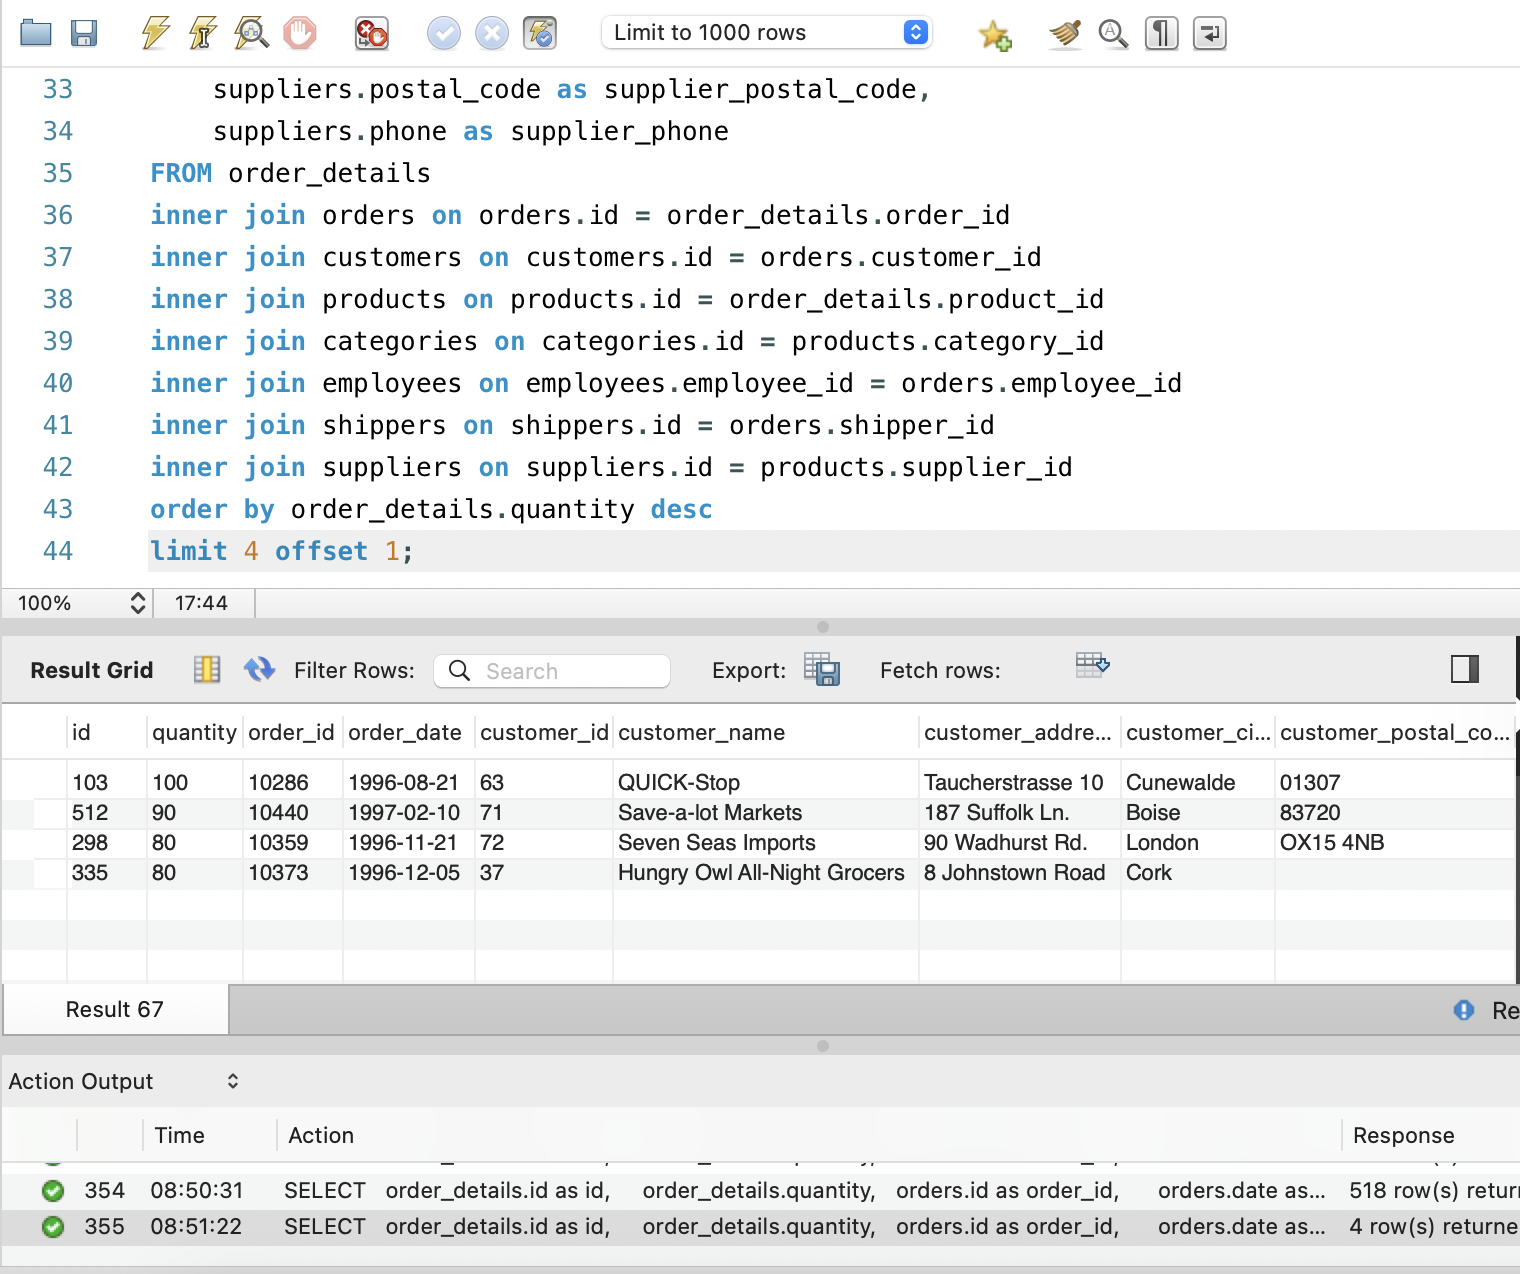 Limit to 1000 rows
33 suppliers.postal_code as supplier_postal_code,
34 suppliers.phone as supplier_phone
35 FROM order_details
36 inner join orders on orders.id = order_details.order_id
37 inner join customers on customers.id = orders.customer_id
38 inner join products on products.id = order_details.product_id
39 inner join categories on categories.id = products.category_id
40 inner join employees on employees.employee_id = orders.employee_id
41 inner join shippers on shippers.id = orders.shipper_id
42 inner join suppliers on suppliers.id = products.supplier_id
43 order by order_details.quantity desc
44 limit 4 offset 1;
100% 17:44
Result Grid Filter Rows: Search Export: Fetch rows:
id quantity order_id order_date customer_id customer_name customer_addre... customer_ci... customer_postal_co...
103 100 10286 1996-08-21 63 QUICK-Stop Taucherstrasse 10 Cunewalde 01307
512 90 10440 1997-02-10 71 Save-a-lot Markets 187 Suffolk Ln. Boise 83720
298 80 10359 1996-11-21 72 Seven Seas Imports 90 Wadhurst Rd. London OX15 4NB
335 80 10373 1996-12-05 37 Hungry Owl All-Night Grocers 8 Johnstown Road Cork
Result 67 Re
Action Output
Time Action Response
354 08:50:31 SELECT order_details.id as id, order_details.quantity, orders.id as order_id, orders.date as... 518 row(s) return
355 08:51:22 SELECT order_details.id as id, order_details.quantity, orders.id as order_id, orders.date as... 4 row(s) returne